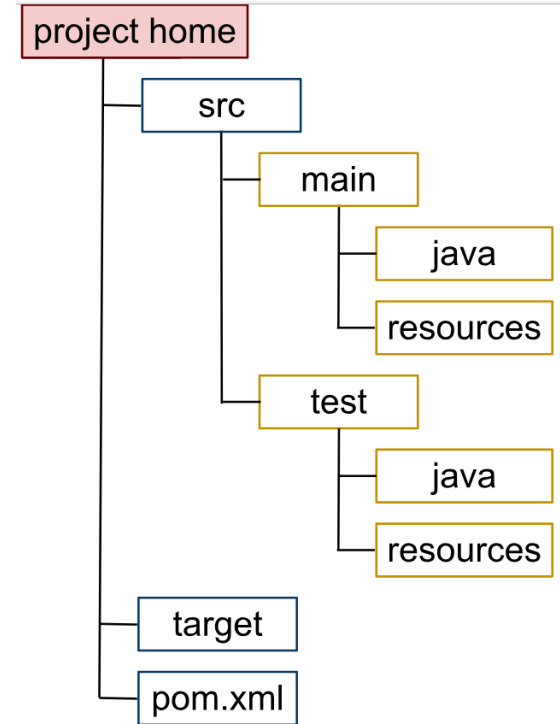 project home
src
main
java
resources
test
java
resources
target
pom.xml